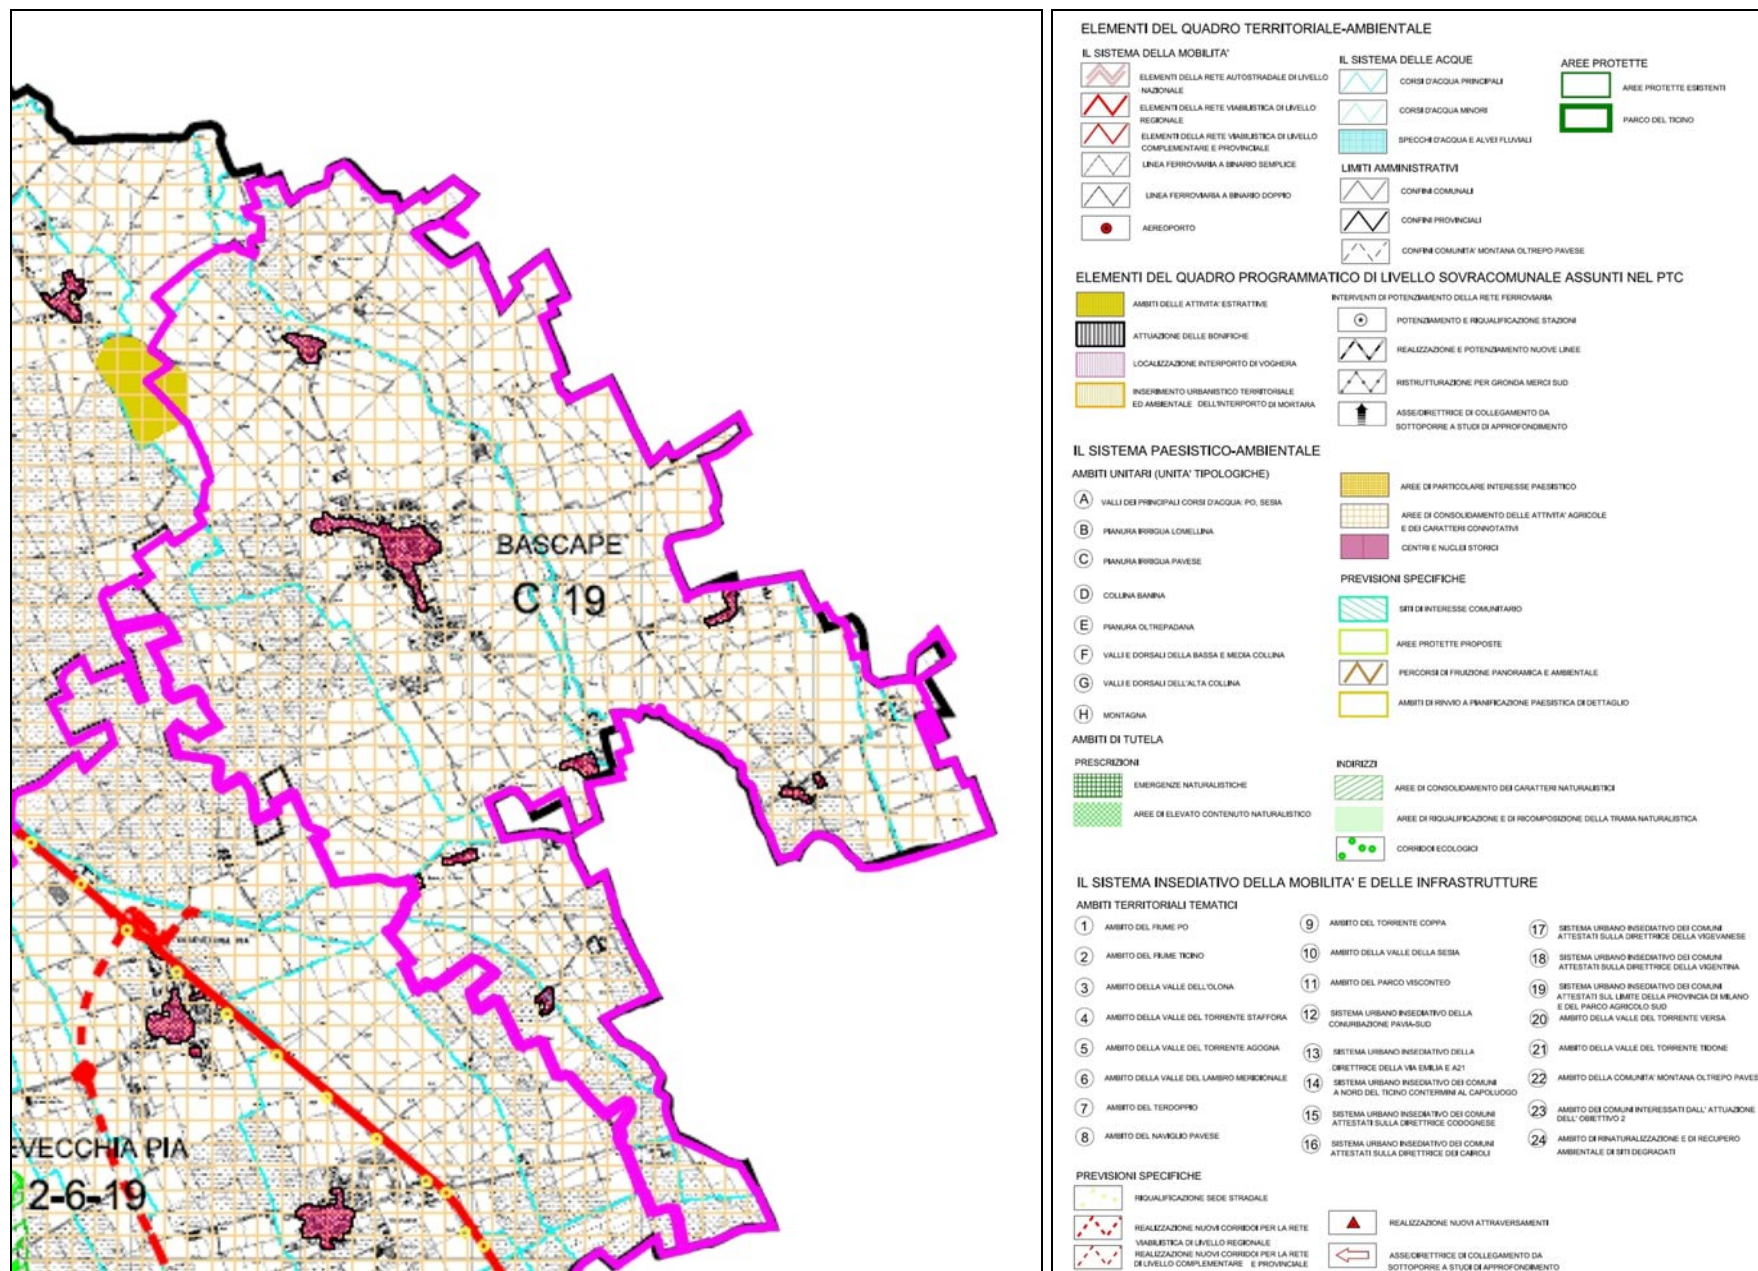 BASCAPE'
C 19
EVECCHIA PIA
2-6-19
ELEMENTI DEL QUADRO TERRITORIALE-AMBIENTALE
IL SISTEMA DELLA MOBILITA'
ELEMENTI DELLA RETE AUTOSTRADALE DI LIVELLO
NAZIONALE
ELEMENTI DELLA RETE VIABILISTICA DI LIVELLO
REGIONALE
ELEMENTI DELLA RETE VIABILISTICA DI LIVELLO
COMPLEMENTARE E PROVINCIALE
LINEA FERROVIARIA A BINARIO SEMPLICE
LINEA FERROVIARIA A BINARIO DOPPIO
AEREOPORTO
IL SISTEMA DELLE ACQUE
CORSI D'ACQUA PRINCIPALI
CORSI D'ACQUA MINORI
SPECCHI D'ACQUA E ALVEI FLUVIALI
LIMITI AMMINISTRATIVI
CONFINI COMUNALI
CONFINI PROVINCIALI
CONFINI COMUNITA' MONTANA OLTREPO PAVESE
AREE PROTETTE
AREE PROTETTE ESISTENTI
PARCO DEL TICINO
ELEMENTI DEL QUADRO PROGRAMMATICO DI LIVELLO SOVRACOMUNALE ASSUNTI NEL PTC
AMBITI DELLE ATTIVITA' ESTRATTIVE
ATTUAZIONE DELLE BONIFICHE
LOCALIZZAZIONE INTERPORTO DI VOGHERA
INSERIMENTO URBANISTICO TERRITORIALE
ED AMBIENTALE DELL'INTERPORTO DI MORTARA
INTERVENTI DI POTENZIAMENTO DELLA RETE FERROVIARIA
POTENZIAMENTO E RIQUALIFICAZIONE STAZIONI
REALIZZAZIONE E POTENZIAMENTO NUOVE LINEE
RISTRUTTURAZIONE PER GRONDA MERCI SUD
ASSE/DIRETTRICE DI COLLEGAMENTO DA
SOTTOPORRE A STUDI DI APPROFONDIMENTO
IL SISTEMA PAESISTICO-AMBIENTALE
AMBITI UNITARI (UNITA' TIPOLOGICHE)
A VALLI DEI PRINCIPALI CORSI D'ACQUA: PO, SESIA
B PIANURA IRRIGUA LOMELLINA
C PIANURA IRRIGUA PAVESE
D COLLINA BANINA
E PIANURA OLTREPADANA
F VALLI E DORSALI DELLA BASSA E MEDIA COLLINA
G VALLI E DORSALI DELL'ALTA COLLINA
H MONTAGNA
AREE DI PARTICOLARE INTERESSE PAESISTICO
AREE DI CONSOLIDAMENTO DELLE ATTIVITA' AGRICOLE
E DEI CARATTERI CONNOTATIVI
CENTRI E NUCLEI STORICI
PREVISIONI SPECIFICHE
SITI DI INTERESSE COMUNITARIO
AREE PROTETTE PROPOSTE
PERCORSI DI FRUIZIONE PANORAMICA E AMBIENTALE
AMBITI DI RINVIO A PIANIFICAZIONE PAESISTICA DI DETTAGLIO
AMBITI DI TUTELA
PRESCRIZIONI
EMERGENZE NATURALISTICHE
AREE DI ELEVATO CONTENUTO NATURALISTICO
INDIRIZZI
AREE DI CONSOLIDAMENTO DEI CARATTERI NATURALISTICI
AREE DI RIQUALIFICAZIONE E DI RICOMPOSIZIONE DELLA TRAMA NATURALISTICA
CORRIDOI ECOLOGICI
IL SISTEMA INSEDIATIVO DELLA MOBILITA' E DELLE INFRASTRUTTURE
AMBITI TERRITORIALI TEMATICI
1 AMBITO DEL FIUME PO
2 AMBITO DEL FIUME TICINO
3 AMBITO DELLA VALLE DELL'OLONA
4 AMBITO DELLA VALLE DEL TORRENTE STAFFORA
5 AMBITO DELLA VALLE DEL TORRENTE AGOGNA
6 AMBITO DELLA VALLE DEL LAMBRO MERIDIONALE
7 AMBITO DEL TERDOPPIO
8 AMBITO DEL NAVIGLIO PAVESE
9 AMBITO DEL TORRENTE COPPA
10 AMBITO DELLA VALLE DELLA SESIA
11 AMBITO DEL PARCO VISCONTEO
12 SISTEMA URBANO INSEDIATIVO DELLA
CONURBAZIONE PAVIA-SUD
13 SISTEMA URBANO INSEDIATIVO DELLA
DIRETTRICE DELLA VIA EMILIA E A21
14 SISTEMA URBANO INSEDIATIVO DEI COMUNI
A NORD DEL TICINO CONTERMINI AL CAPOLUOGO
15 SISTEMA URBANO INSEDIATIVO DEI COMUNI
ATTESTATI SULLA DIRETTRICE CODOGNESE
16 SISTEMA URBANO INSEDIATIVO DEI COMUNI
ATTESTATI SULLA DIRETTRICE DEI CAIROLI
17 SISTEMA URBANO INSEDIATIVO DEI COMUNI
ATTESTATI SULLA DIRETTRICE DELLA VIGEVANESE
18 SISTEMA URBANO INSEDIATIVO DEI COMUNI
ATTESTATI SULLA DIRETTRICE DELLA VIGENTINA
19 SISTEMA URBANO INSEDIATIVO DEI COMUNI
ATTESTATI SUL LIMITE DELLA PROVINCIA DI MILANO
E DEL PARCO AGRICOLO SUD
20 AMBITO DELLA VALLE DEL TORRENTE VERSA
21 AMBITO DELLA VALLE DEL TORRENTE TIDONE
22 AMBITO DELLA COMUNITA' MONTANA OLTREPO PAVES
23 AMBITO DEI COMUNI INTERESSATI DALL' ATTUAZIONE
DELL' OBIETTIVO 2
24 AMBITO DI RINATURALIZZAZIONE E DI RECUPERO
AMBIENTALE DI SITI DEGRADATI
PREVISIONI SPECIFICHE
RIQUALIFICAZIONE SEDE STRADALE
REALIZZAZIONE NUOVI CORRIDOI PER LA RETE
VIABILISTICA DI LIVELLO REGIONALE
REALIZZAZIONE NUOVI CORRIDOI PER LA RETE
DI LIVELLO COMPLEMENTARE E PROVINCIALE
REALIZZAZIONE NUOVI ATTRAVERSAMENTI
ASSE/DIRETTRICE DI COLLEGAMENTO DA
SOTTOPORRE A STUDI DI APPROFONDIMENTO